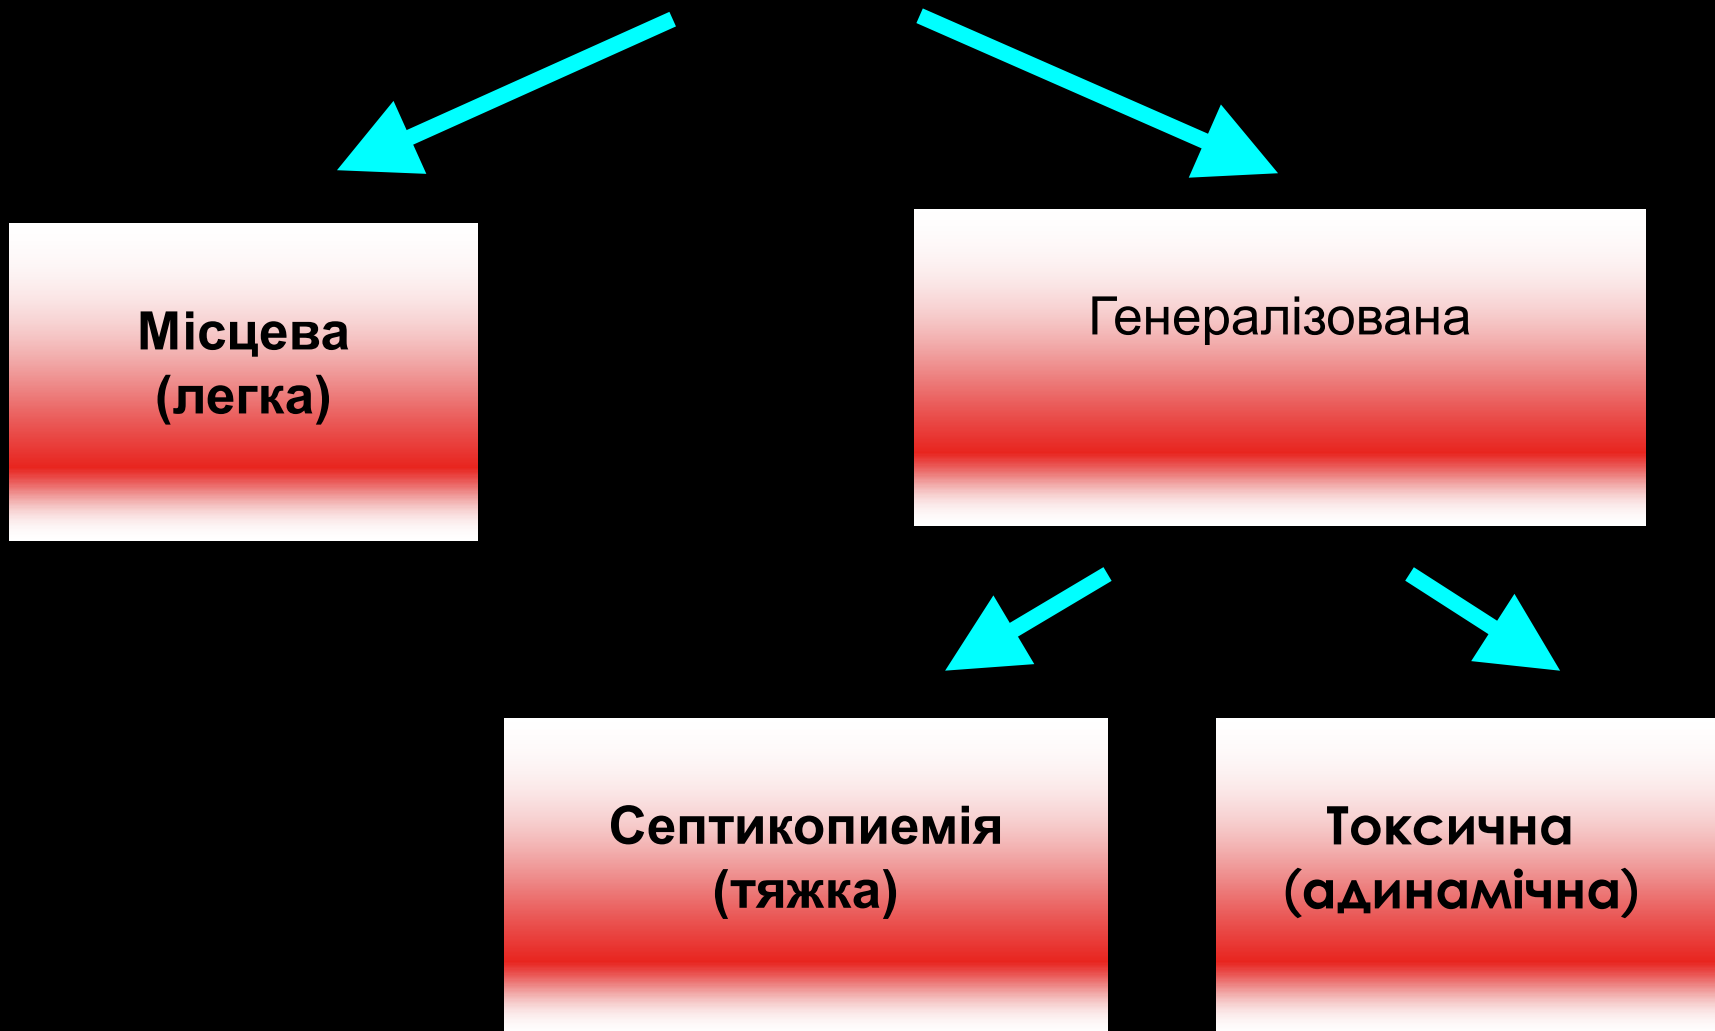 Місцева
(легка)
Генералізована
Септикопиемія
(тяжка)
Токсична
(адинамічна)